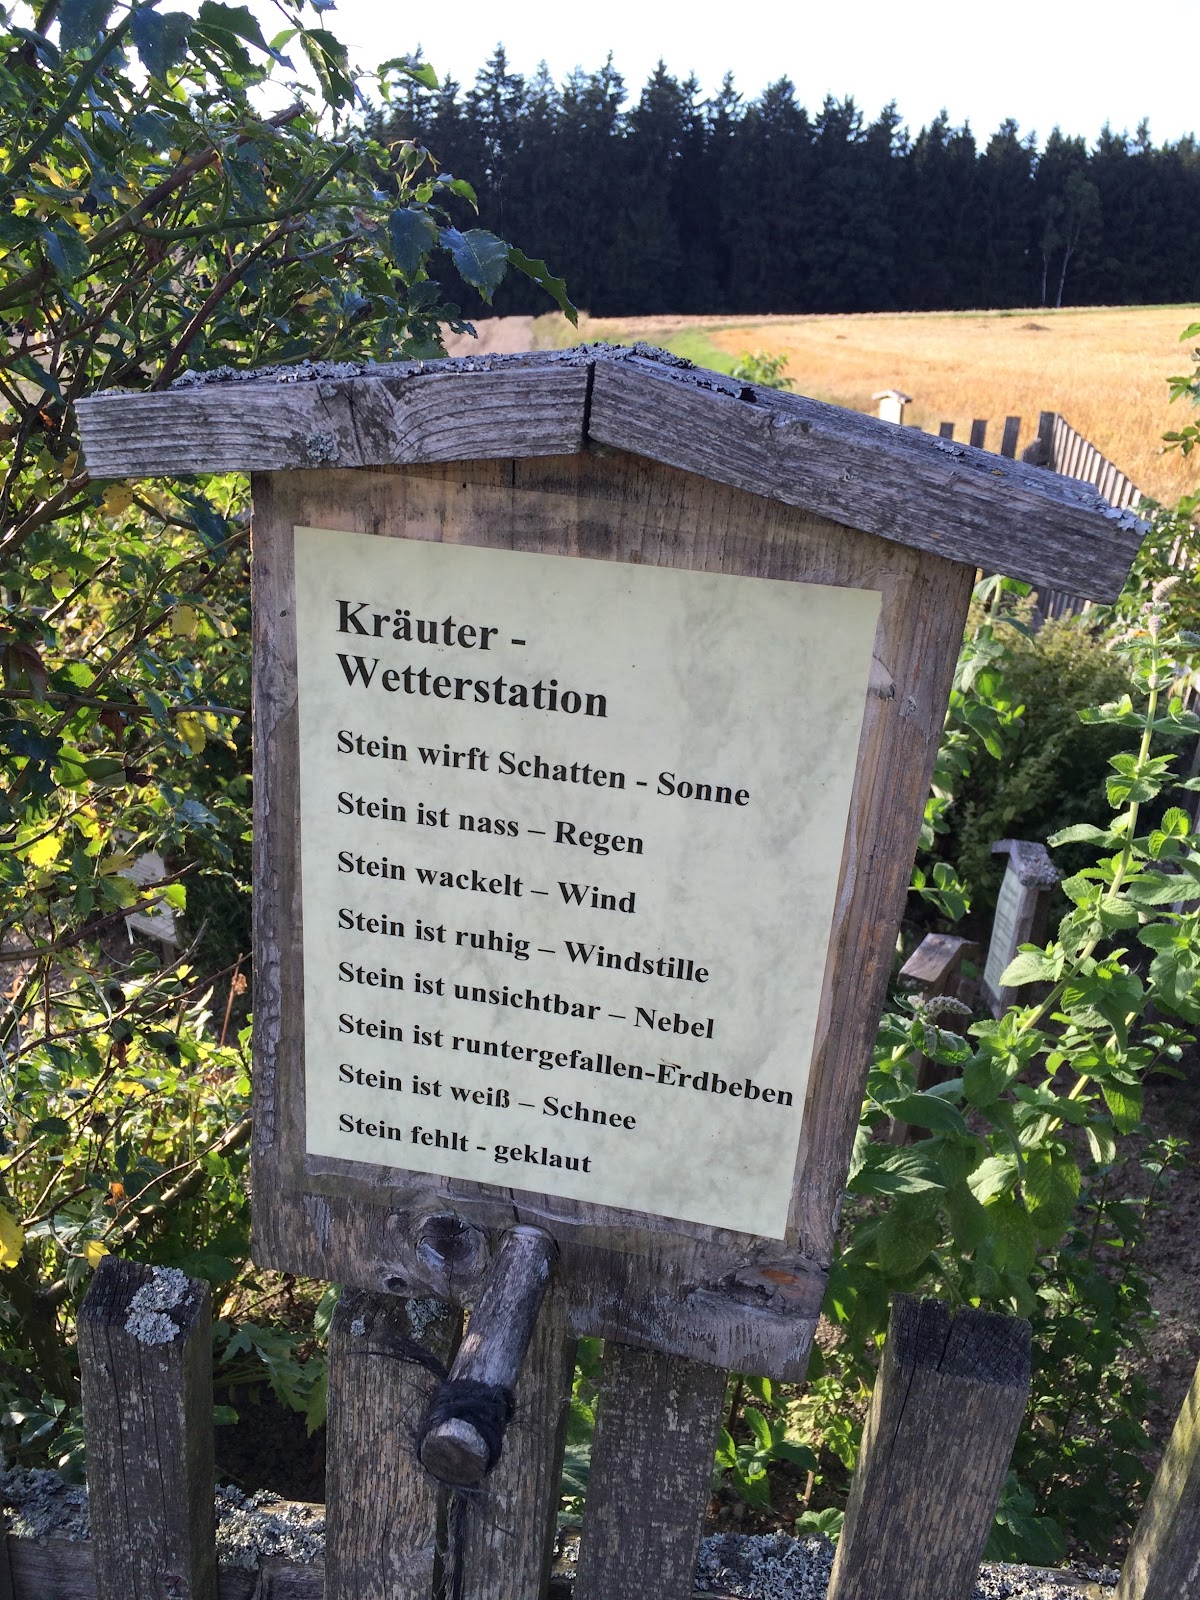 Kräuter -
Wetterstation
Stein wirft Schatten - Sonne
Stein ist nass – Regen
Stein wackelt – Wind
Stein ist ruhig – Windstille
Stein ist unsichtbar – Nebel
Stein ist runtergefallen-Erdbeben
Stein ist weiß – Schnee
Stein fehlt - geklaut